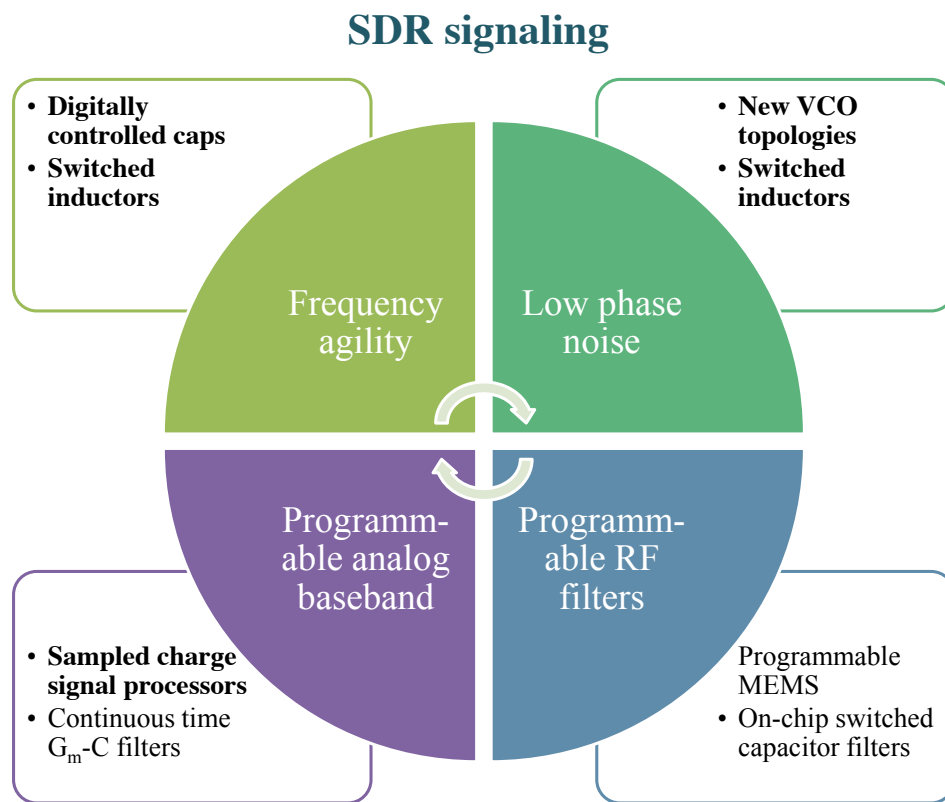 SDR signaling
• Digitally
controlled caps
• Switched
inductors
• New VCO
topologies
• Switched
inductors
Frequency
agility
Low phase
noise
Programm-
able analog
baseband
Programm-
able RF
filters
• Sampled charge
signal processors
• Continuous time
Gm-C filters
Programmable
MEMS
• On-chip switched
capacitor filters